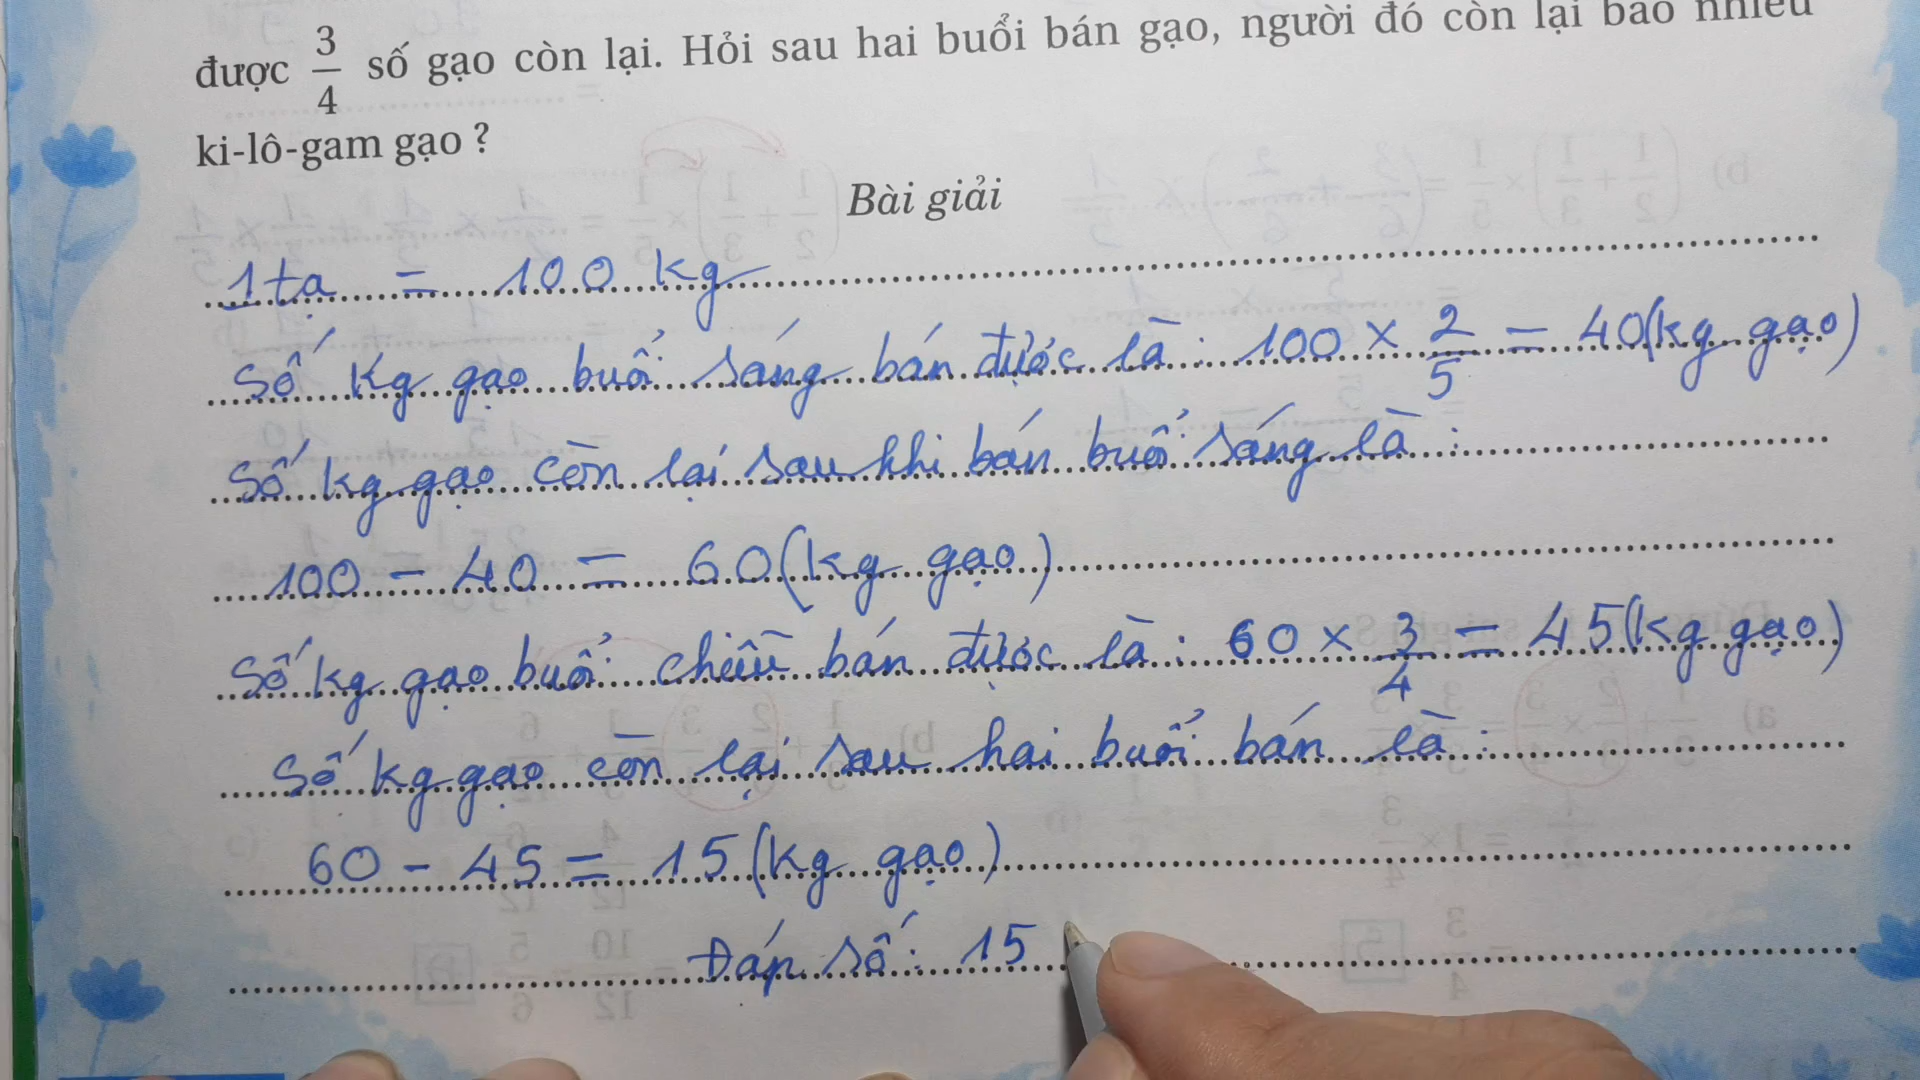 được 3/4 số gạo còn lại. Hỏi sau hai buổi bán gạo, người đó còn lại bao nhiêu
ki-lô-gam gạo ?
Bài giải
1 tạ = 100 kg
Số kg gạo buổi sáng bán được là : 100 × 2/5 = 40(kg gạo)
Số kg gạo còn lại sau khi bán buổi sáng là :
100 - 40 = 60(kg gạo)
Số kg gạo buổi chiều bán được là : 60 × 3/4 = 45(kg gạo)
Số kg gạo còn lại sau hai buổi bán là :
60 - 45 = 15(kg gạo)
Đáp số : 15